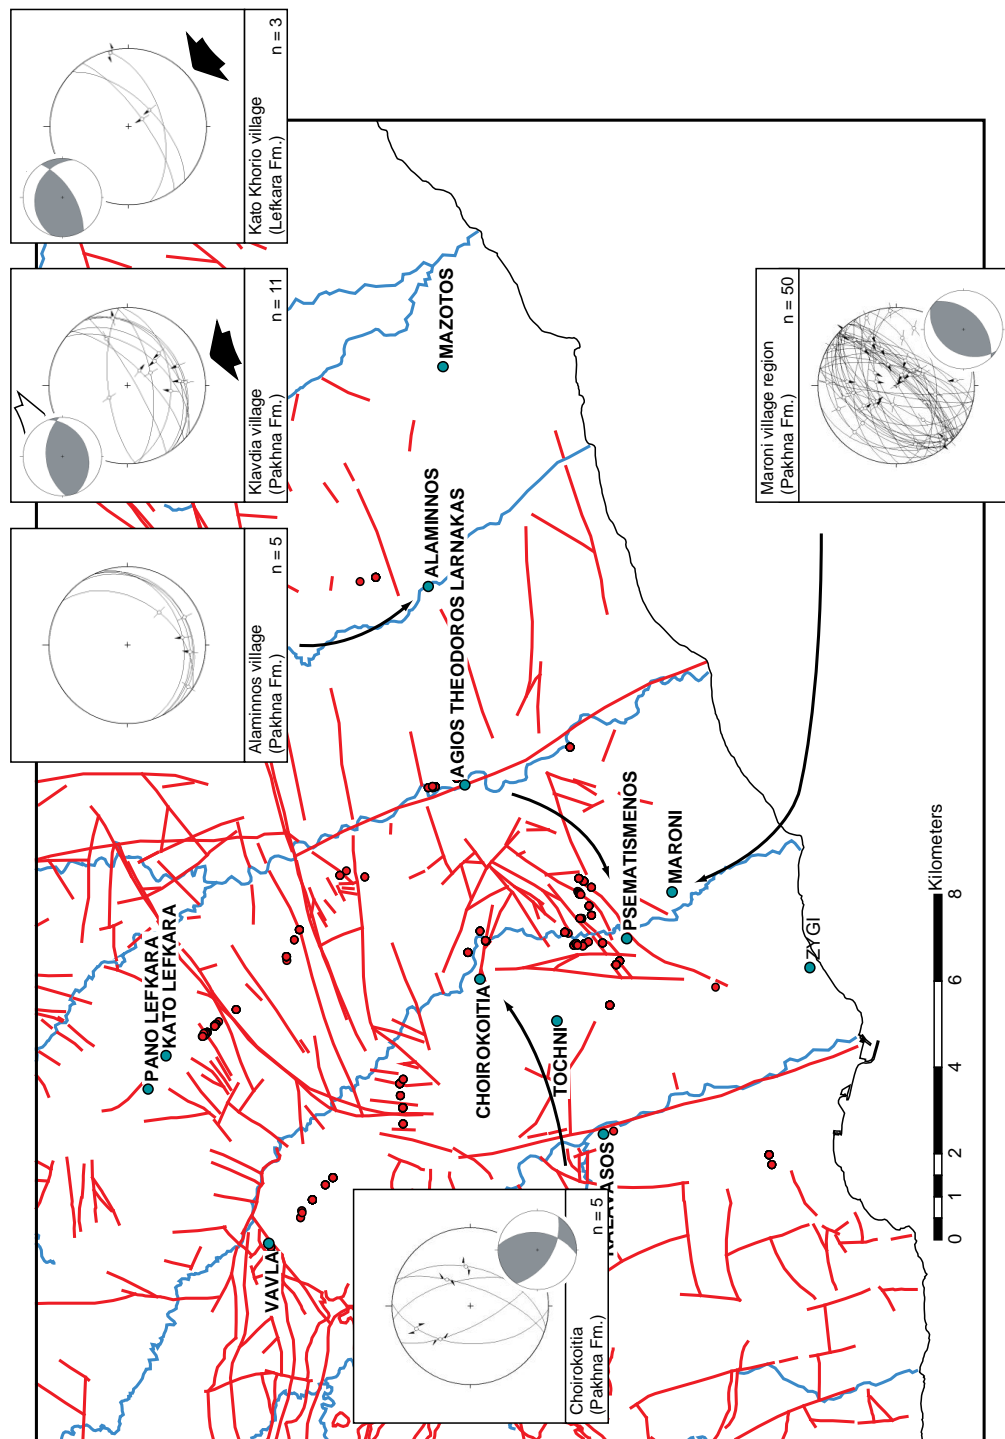 Kato Khorio village
(Lefkara Fm.)
n = 3
Klavdia village
(Pakhna Fm.)
n = 11
Alaminnos village
(Pakhna Fm.)
n = 5
Maroni village region
(Pakhna Fm.)
n = 50
Choirokoitia
(Pakhna Fm.)
n = 5
PANO LEFKARA
KATO LEFKARA
VAVLA
CHOIROKOITIA
TOCHNI
KALAVASOS
AGIOS THEODOROS LARNAKAS
ALAMINNOS
MAZOTOS
PSEMATISMENOS
MARONI
ZYGI
0 1 2 4 6 8
Kilometers